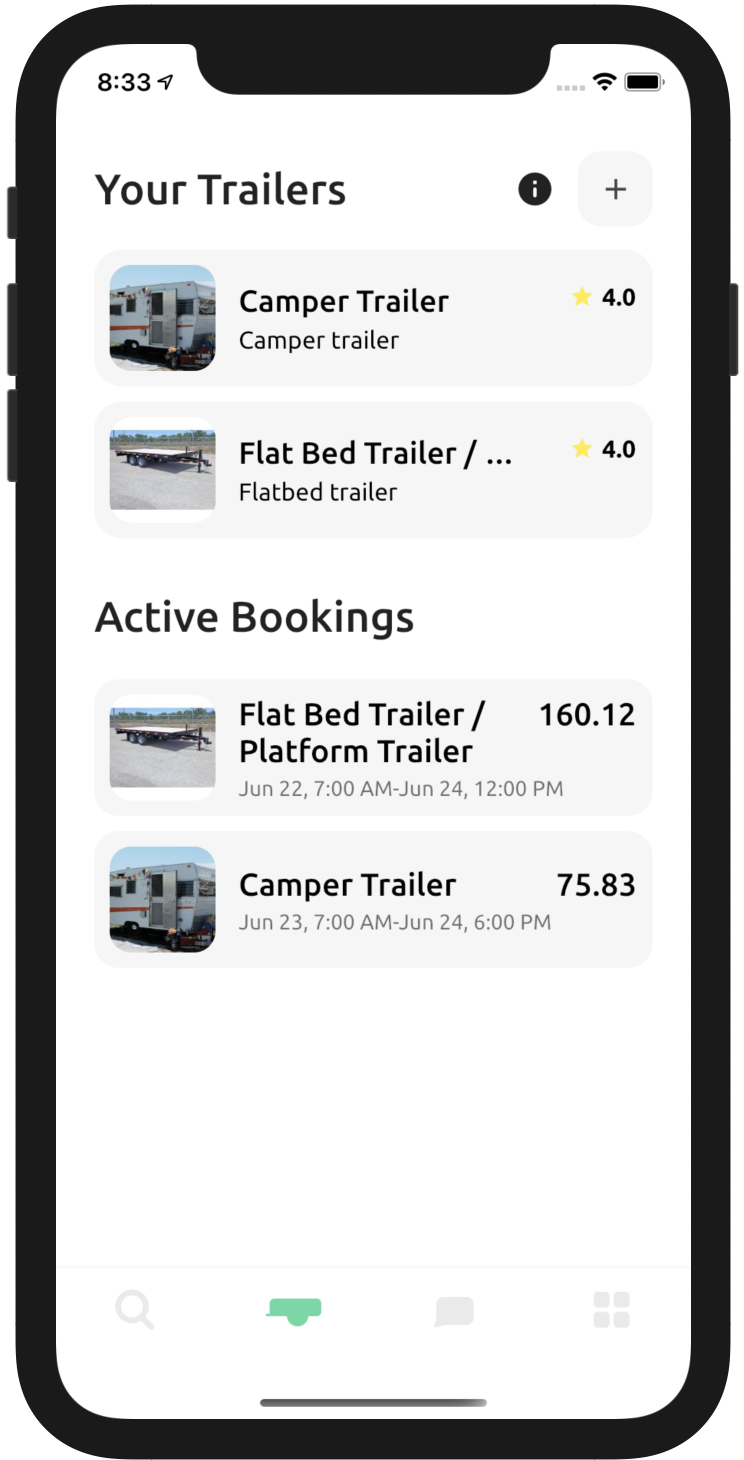 8:33
Your Trailers
Camper Trailer
4.0
Camper trailer
Flat Bed Trailer / ...
4.0
Flatbed trailer
Active Bookings
Flat Bed Trailer /
160.12
Platform Trailer
Jun 22, 7:00 AM-Jun 24, 12:00 PM
Camper Trailer
75.83
Jun 23, 7:00 AM-Jun 24, 6:00 PM